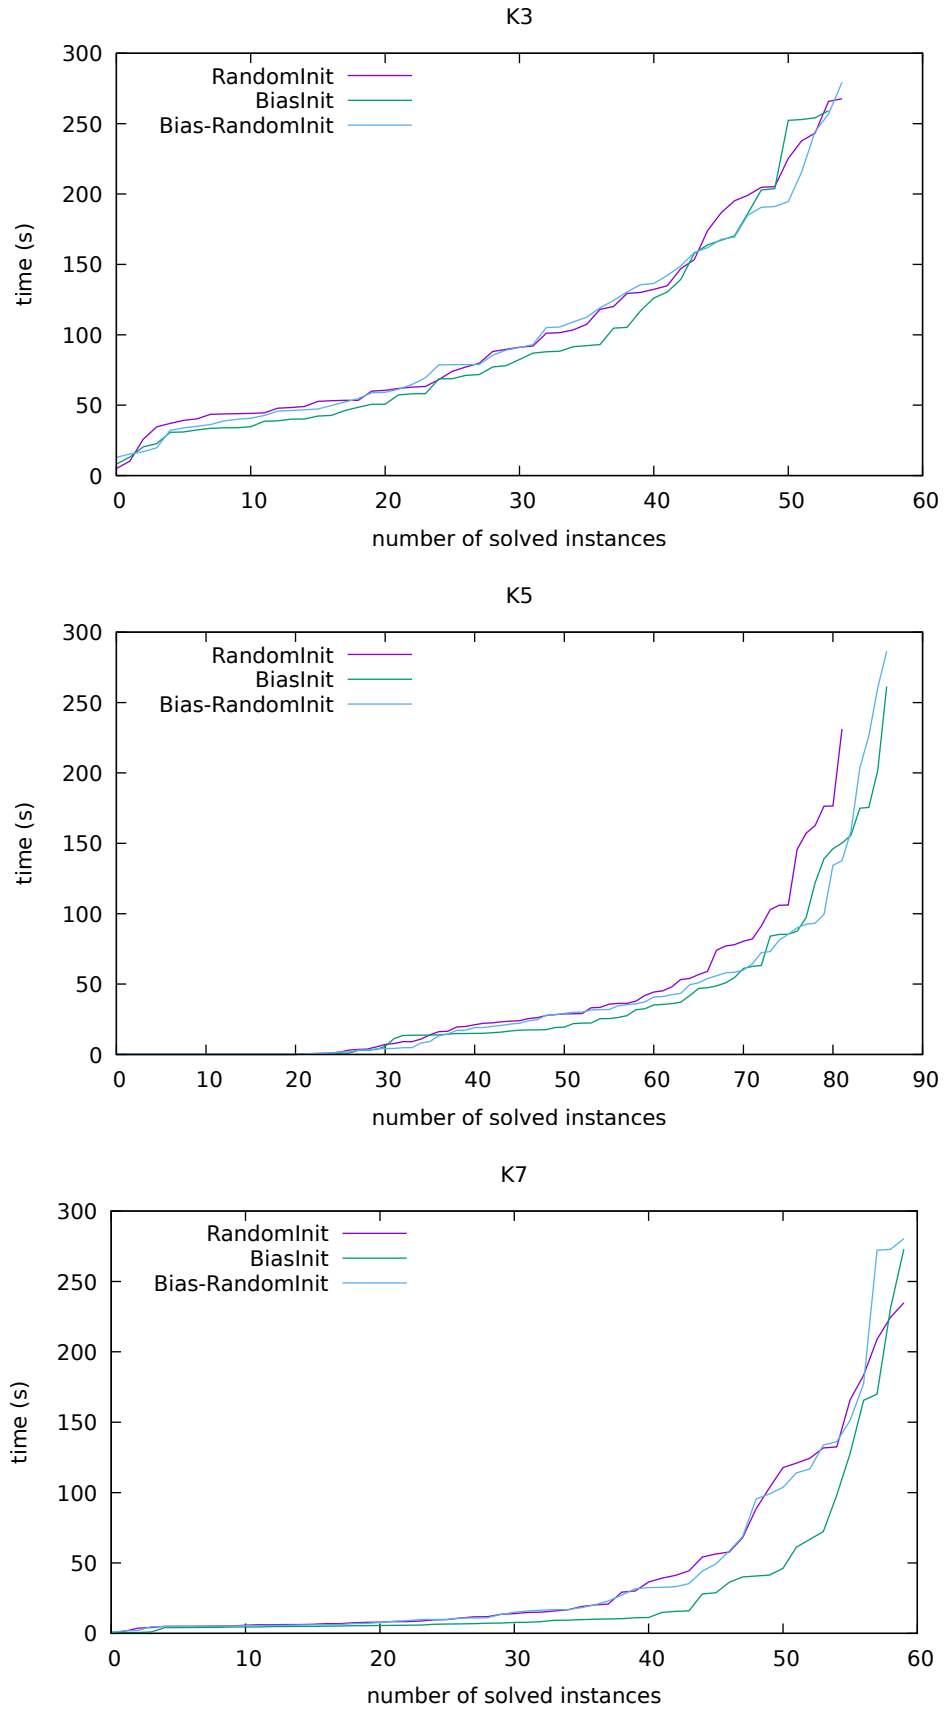 K3
300
250
200
150
100
50
0
time (s)
RandomInit
BiasInit
Bias-RandomInit
0 10 20 30 40 50 60
number of solved instances
K5
300
250
200
150
100
50
0
time (s)
RandomInit
BiasInit
Bias-RandomInit
0 10 20 30 40 50 60 70 80 90
number of solved instances
K7
300
250
200
150
100
50
0
time (s)
RandomInit
BiasInit
Bias-RandomInit
0 10 20 30 40 50 60
number of solved instances